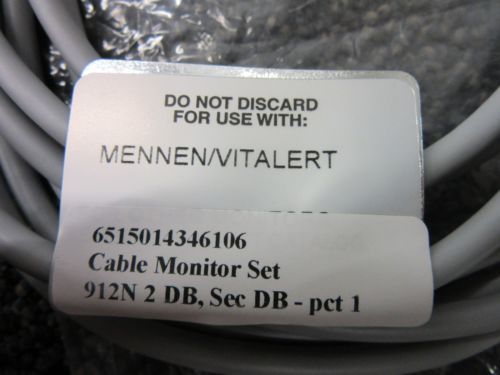 DO NOT DISCARD
FOR USE WITH:
MENNEN/VITALERT
6515014346106
Cable Monitor Set
912N 2 DB, Sec DB - pct 1